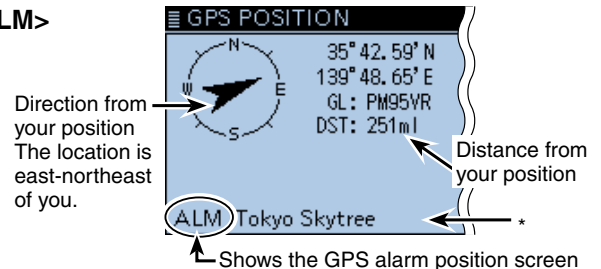 LM>
≣ GPS POSITION
N
W
E
S
35°42.59'N
139°48.65'E
GL: PM95VR
DST: 251ml
Direction from
your position
The location is
east-northeast
of you.
Distance from
your position
ALM Tokyo Skytree
*
Shows the GPS alarm position screen